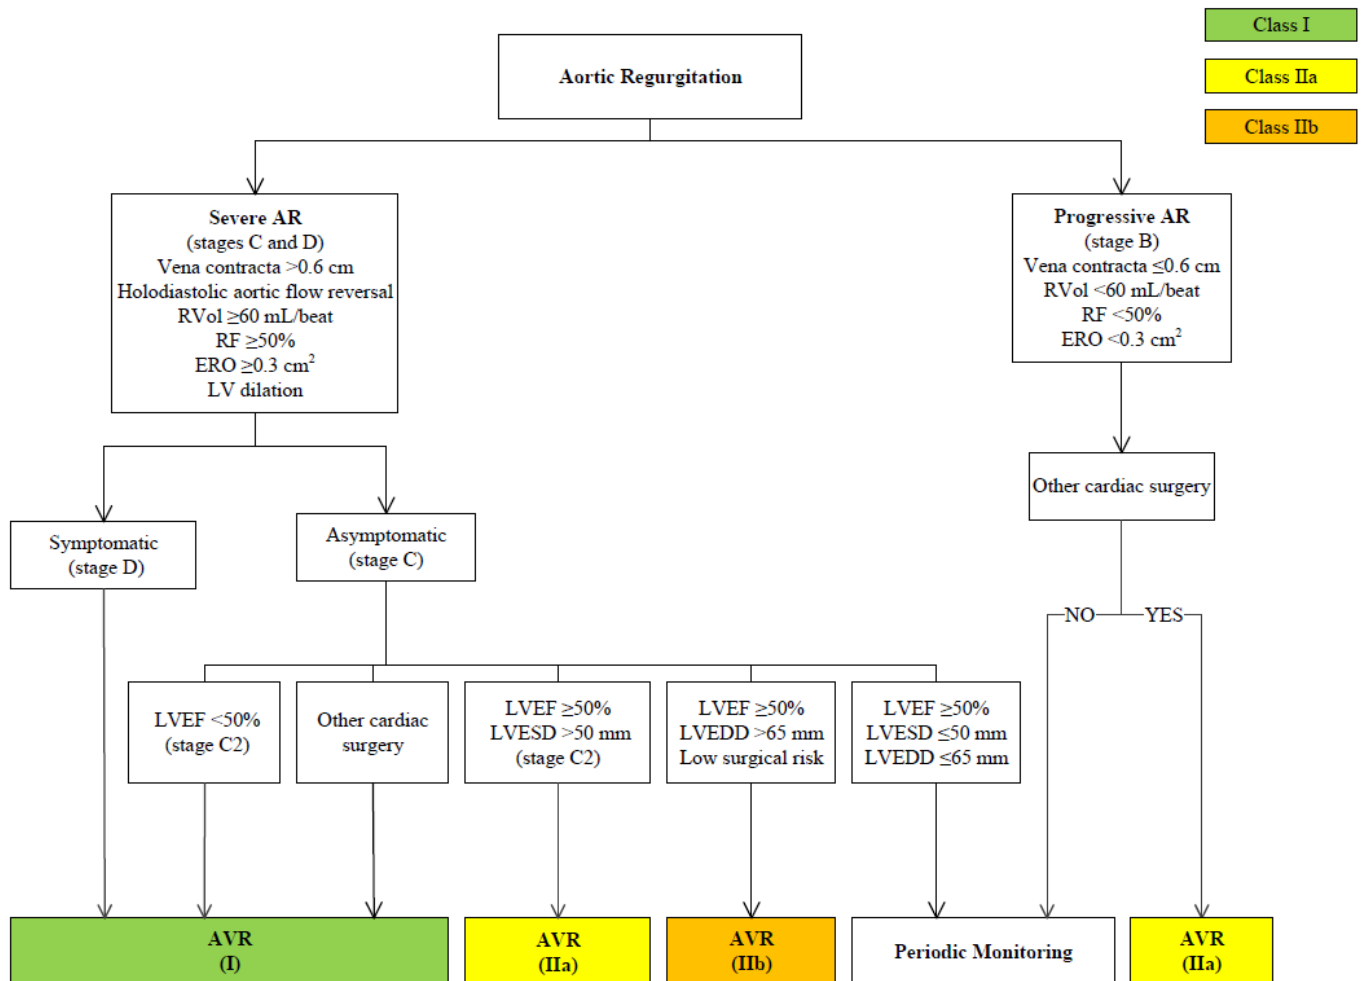 Class I
Class IIa
Class IIb
Aortic Regurgitation
Severe AR
(stages C and D)
Vena contracta >0.6 cm
Holodiastolic aortic flow reversal
RVol ≥60 mL/beat
RF ≥50%
ERO ≥0.3 cm²
LV dilation
Progressive AR
(stage B)
Vena contracta ≤0.6 cm
RVol <60 mL/beat
RF <50%
ERO <0.3 cm²
Other cardiac surgery
Symptomatic
(stage D)
Asymptomatic
(stage C)
NO
YES
LVEF <50%
(stage C2)
Other cardiac
surgery
LVEF ≥50%
LVESD >50 mm
(stage C2)
LVEF ≥50%
LVEDD >65 mm
Low surgical risk
LVEF ≥50%
LVESD ≤50 mm
LVEDD ≤65 mm
AVR
(I)
AVR
(IIa)
AVR
(IIb)
Periodic Monitoring
AVR
(IIa)